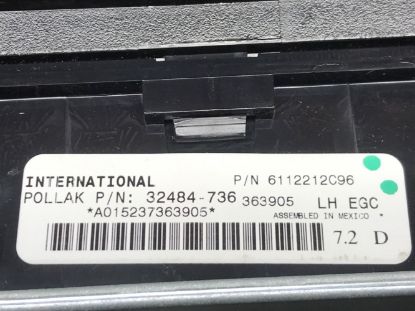 INTERNATIONAL P/N 6112212C96
POLLAK P/N: 32484-736 363905 LH EGC
*A015237363905* ASSEMBLED IN MEXICO *
7.2 D